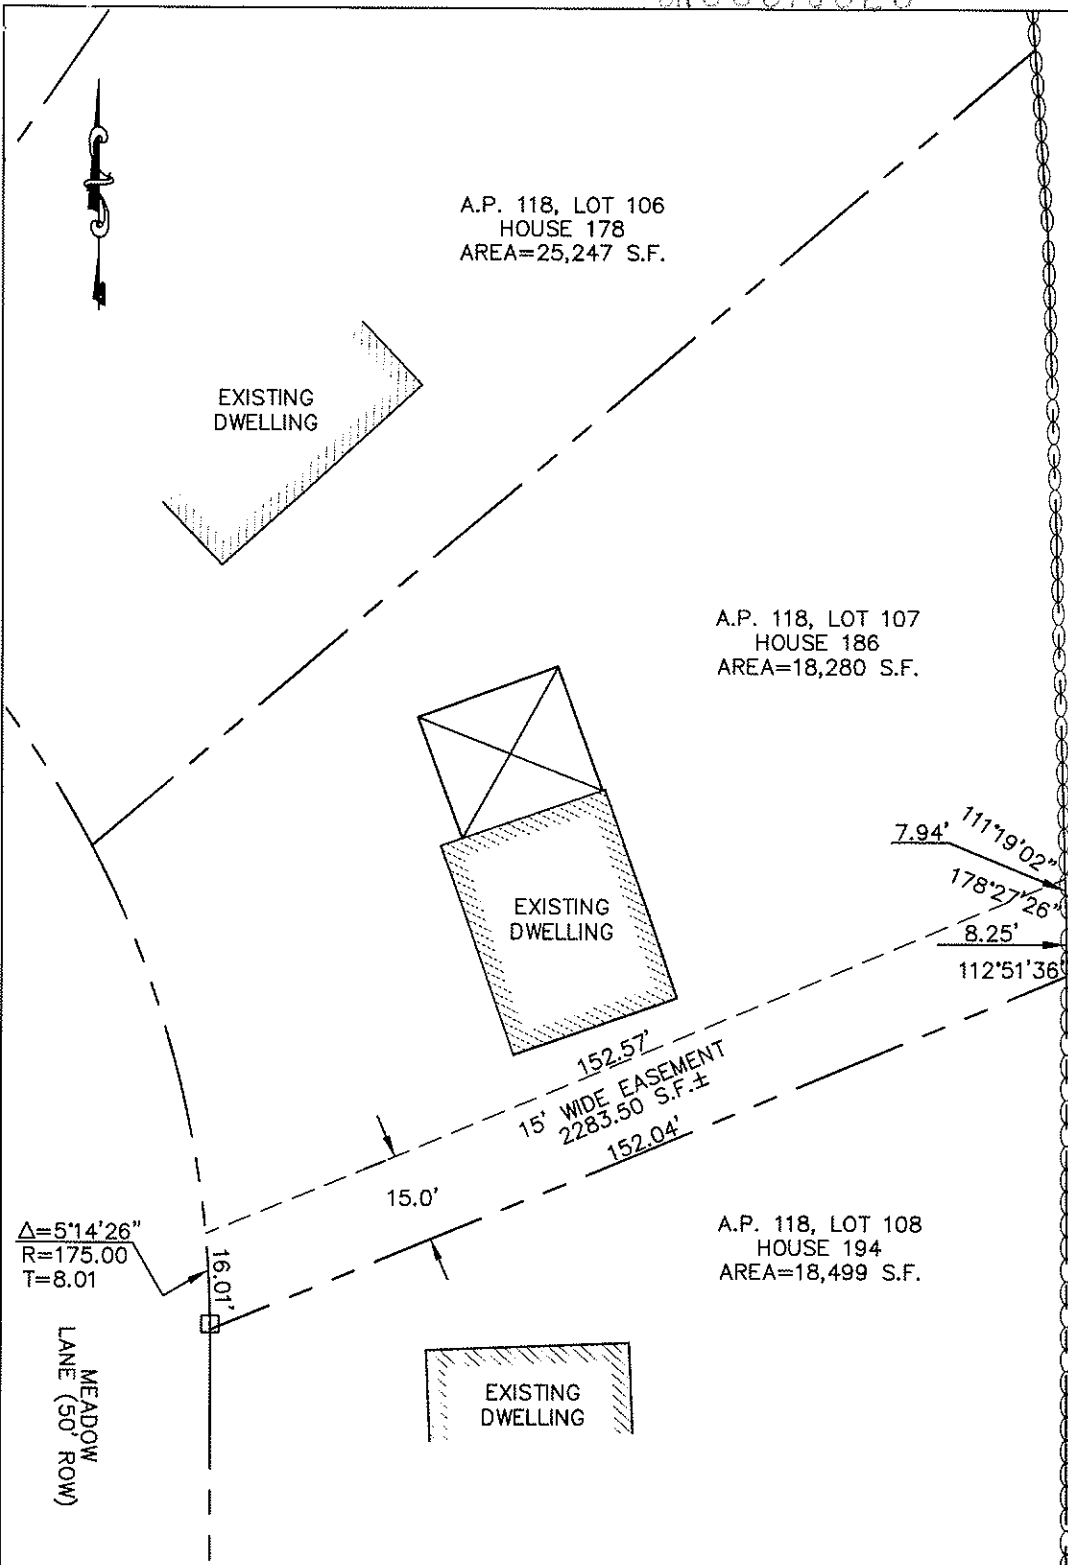 A.P. 118, LOT 106
HOUSE 178
AREA=25,247 S.F.
EXISTING
DWELLING
A.P. 118, LOT 107
HOUSE 186
AREA=18,280 S.F.
7.94'
111°19'02"
178°27'26"
8.25'
112°51'36"
EXISTING
DWELLING
152.57'
15' WIDE EASEMENT
2283.50 S.F.±
152.04'
15.0'
Δ=5°14'26"
R=175.00
T=8.01
16.01'
A.P. 118, LOT 108
HOUSE 194
AREA=18,499 S.F.
MEADOW
LANE (50' ROW)
EXISTING
DWELLING